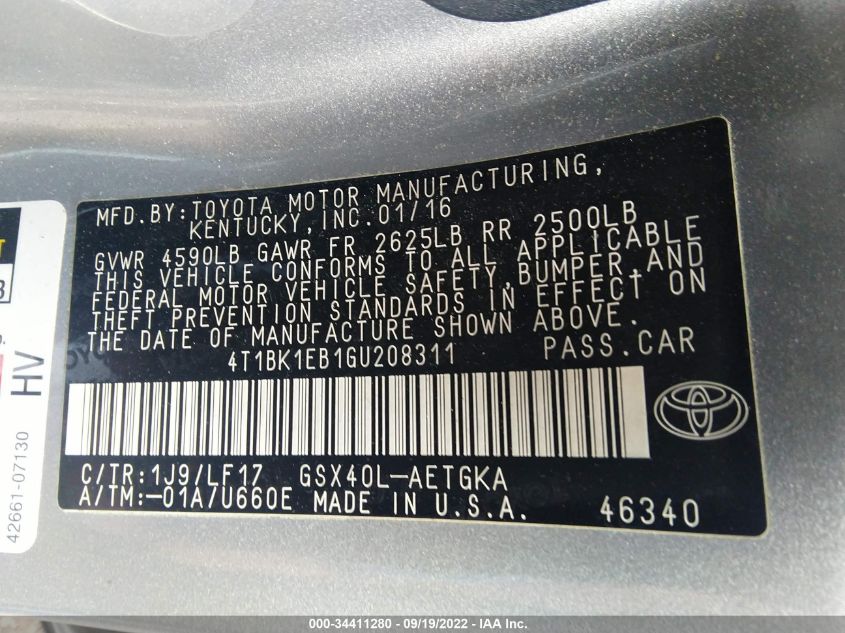 MFD.BY:TOYOTA MOTOR MANUFACTURING,
KENTUCKY,INC.01/16
GVWR 4590LB GAWR FR 2625LB RR 2500LB
THIS VEHICLE CONFORMS TO ALL APPLICABLE
FEDERAL MOTOR VEHICLE SAFETY,BUMPER,AND
THEFT PREVENTION STANDARDS IN EFFECT ON
THE DATE OF MANUFACTURE SHOWN ABOVE.
4T1BK1EB1GU208311 PASS.CAR
C/TR:1J9/LF17 GSX40L-AETGKA
A/TM:-01A/U660E MADE IN U.S.A. 46340
HV
42661-07130
000-34411280 - 09/19/2022 - IAA Inc.